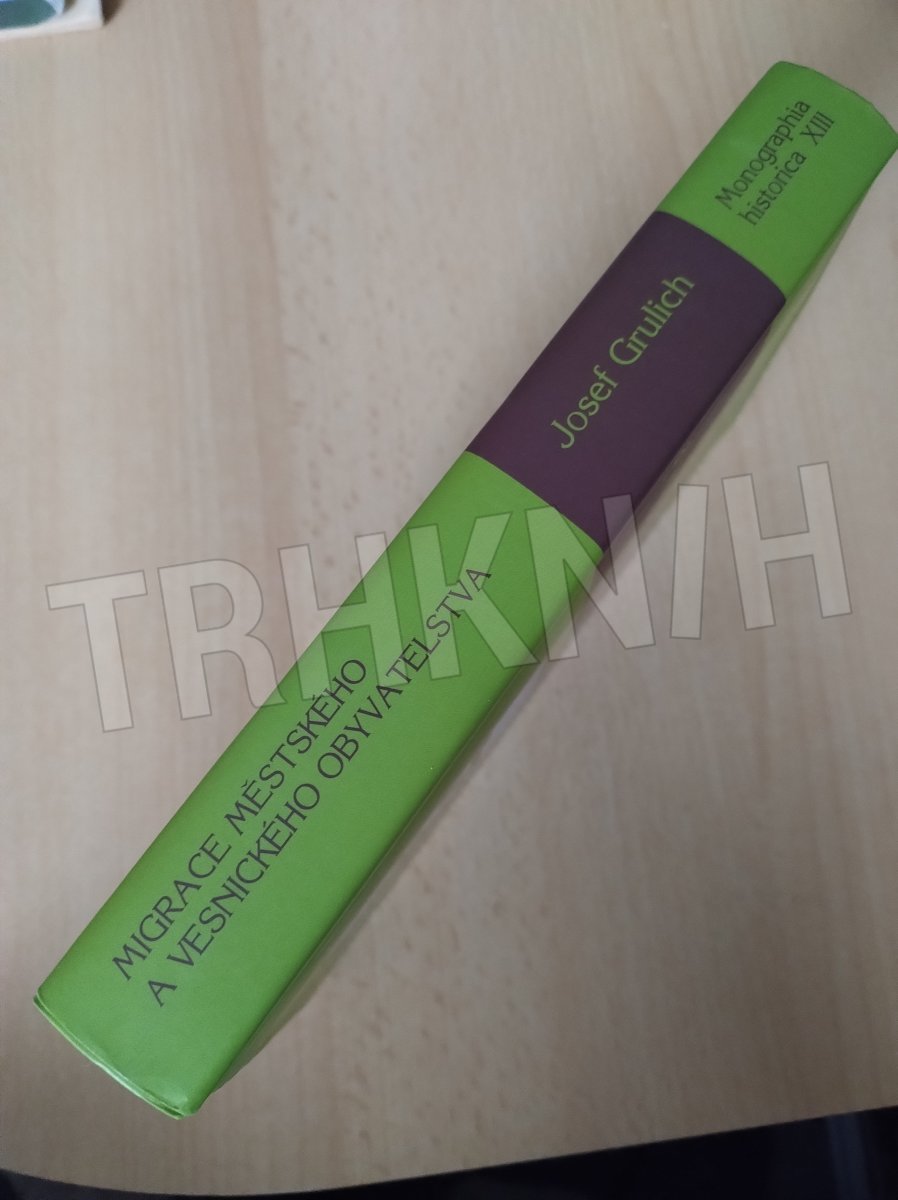 Monographia
historica XIII
Josef Grulich
MIGRACE MĚSTSKÉHO
A VESNICKÉHO OBYVATELSTVA
TRHKNIH